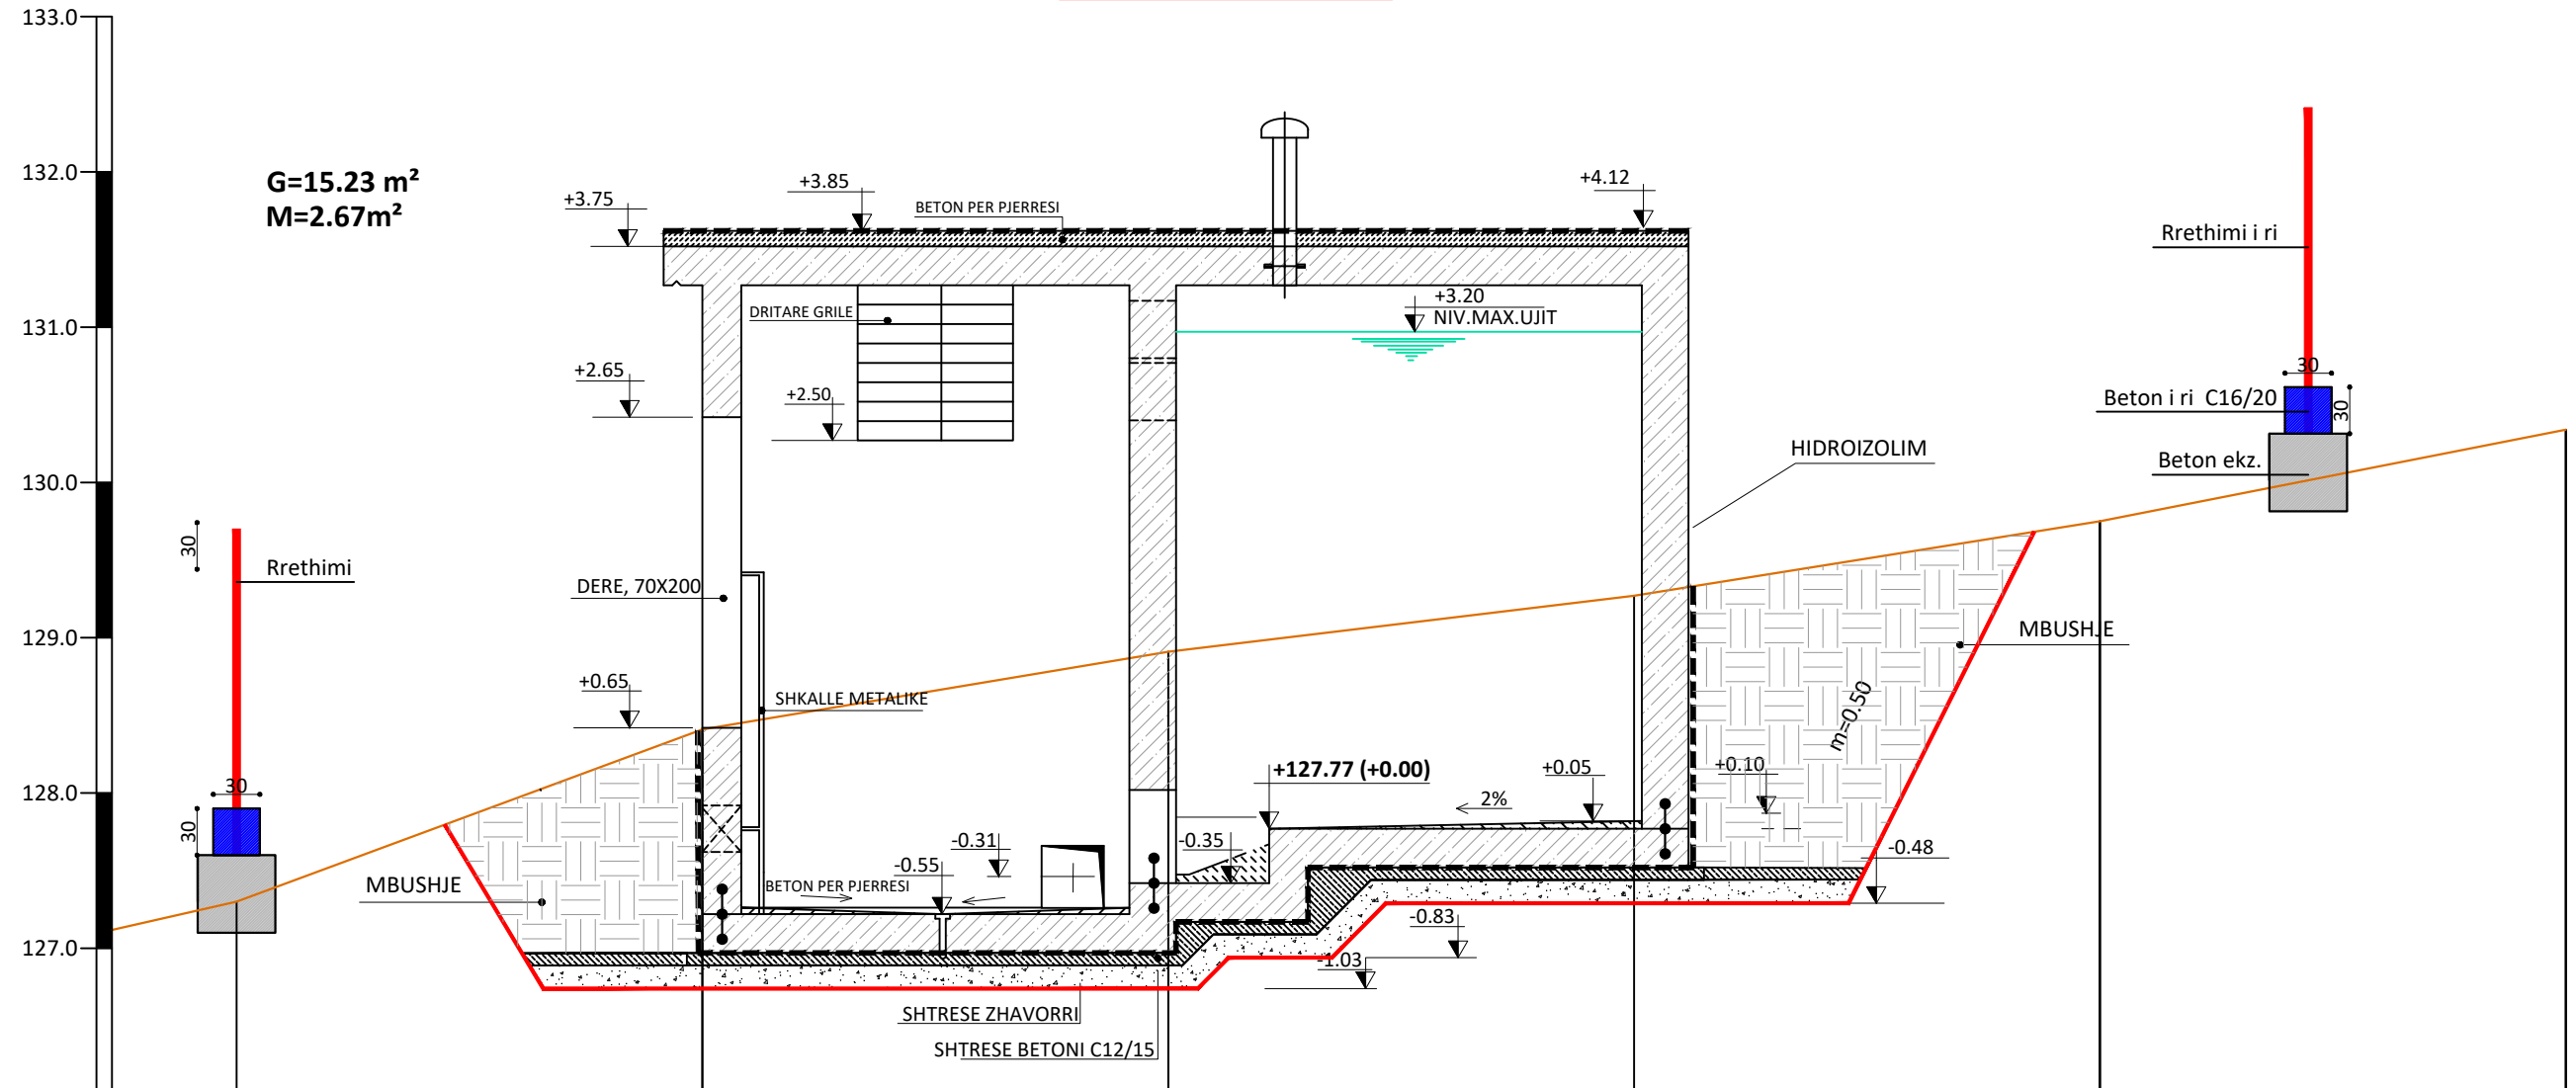 133.0
132.0
131.0
130.0
129.0
128.0
127.0
G=15.23 m²
M=2.67m²
+3.75
+3.85
BETON PER PJERRESI
+4.12
Rrethimi i ri
DRITARE GRILE
+3.20
NIV.MAX.UJIT
+2.65
+2.50
30
Beton i ri C16/20
30
Beton ekz.
HIDROIZOLIM
30
Rrethimi
DERE, 70X200
MBUSHJE
+0.65
SHKALLE METALIKE
m=0.50
30
30
+127.77 (+0.00)
+0.05
+0.10
2%
-0.31
-0.35
-0.48
-0.55
MBUSHJE
BETON PER PJERRESI
-0.83
-1.03
SHTRESE ZHAVORRI
SHTRESE BETONI C12/15